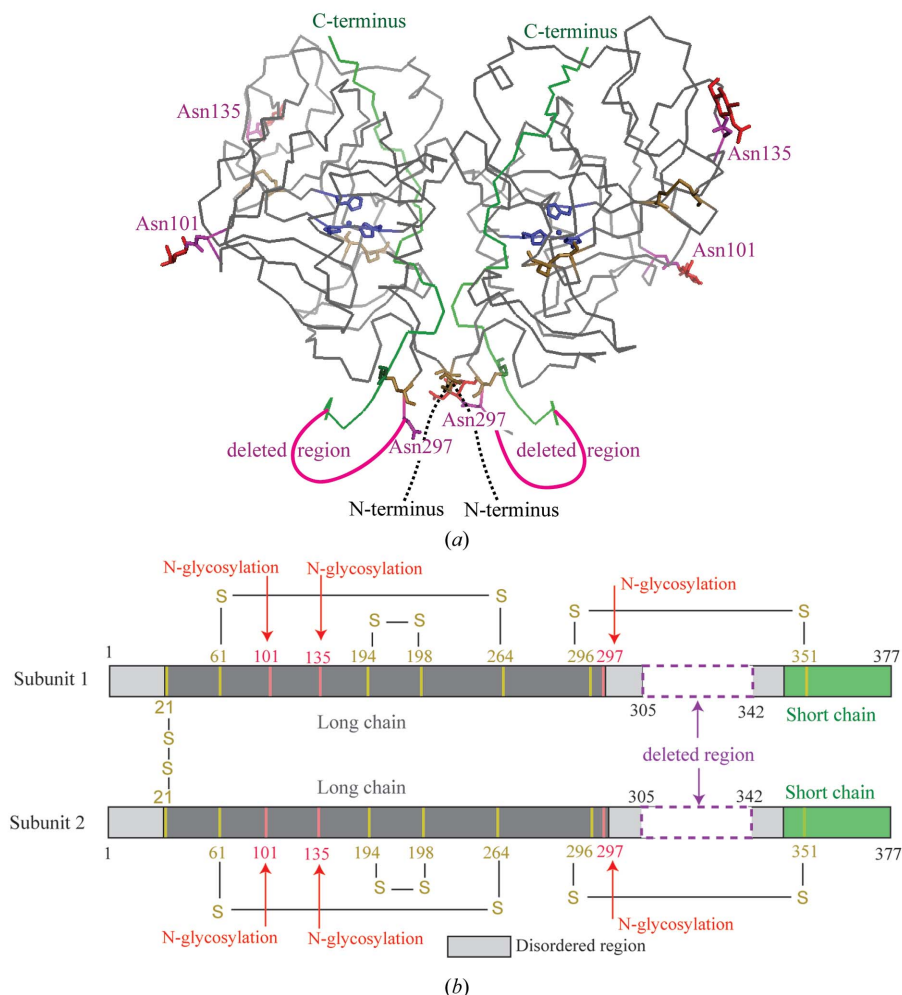 C-terminus C-terminus
Asn135
Asn135
Asn101
Asn101
Asn297
deleted region Asn297 deleted region
N-terminus N-terminus
(a)
N-glycosylation N-glycosylation N-glycosylation
S S S S
S S
1 61 101 135 194 198 264 296 297 351 377
Subunit 1
21 305 342
Long chain Short chain
S
deleted region
S
Long chain Short chain
21 305 342
Subunit 2
1 61 101 135 194 198 264 296 297 351 377
S S
S S S S
N-glycosylation N-glycosylation N-glycosylation
Disordered region
(b)